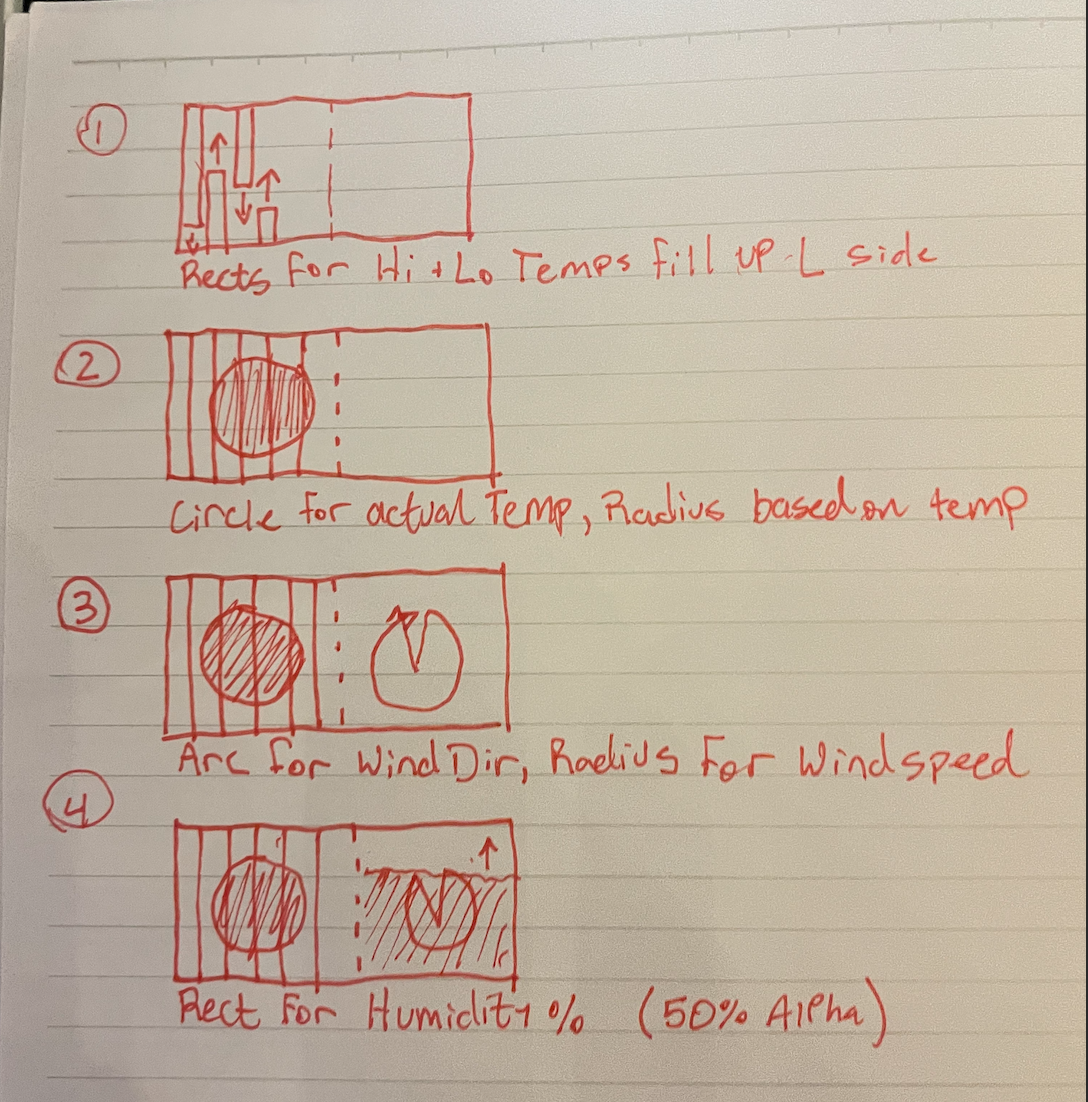 1
Rects For Hi + Lo Temps fill up L side
2
Circle for actual Temp, Radius based on temp
3
Arc for Wind Dir, Radius For Windspeed
4
Rect For Humidity % (50% Alpha)